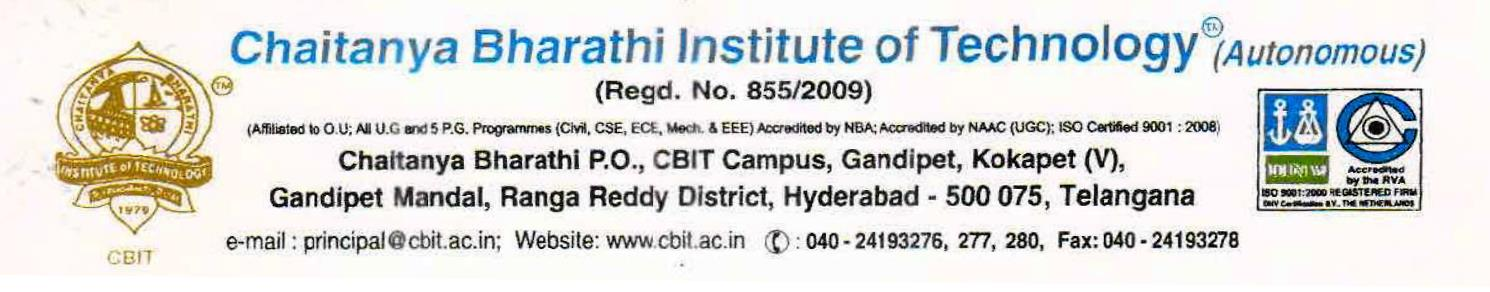 Chaitanya Bharathi Institute of Technology TM (Autonomous)
(Regd. No. 855/2009)
(Affiliated to O.U; All U.G and 5 P.G. Programmes (Civil, CSE, ECE, Mech. & EEE) Accredited by NBA; Accredited by NAAC (UGC); ISO Certified 9001 : 2008)
Chaitanya Bharathi P.O., CBIT Campus, Gandipet, Kokapet (V),
Gandipet Mandal, Ranga Reddy District, Hyderabad - 500 075, Telangana
e-mail : principal@cbit.ac.in; Website: www.cbit.ac.in : 040 - 24193276, 277, 280, Fax: 040 - 24193278
CHAITANYA BHARATHI
TM
INSTITUTE of TECHNOLOGY
1979
CBIT
Accredited
by the RVA
ISO 9001:2000 REGISTERED FIRM
DNV Certification B.V., THE NETHERLANDS